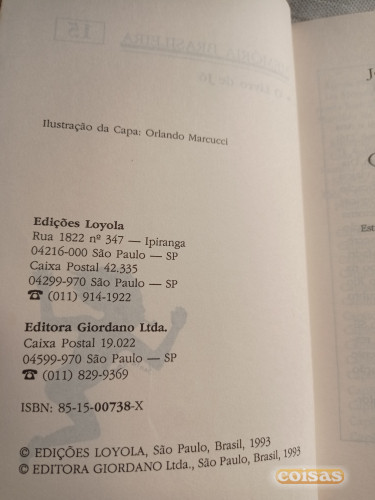 Ilustração da Capa: Orlando Marcucci
Edições Loyola
Rua 1822 nº 347 — Ipiranga
04216-000 São Paulo — SP
Caixa Postal 42.335
04299-970 São Paulo — SP
☎ (011) 914-1922
Editora Giordano Ltda.
Caixa Postal 19.022
04599-970 São Paulo — SP
☎ (011) 829-9369
ISBN: 85-15-00738-X
© EDIÇÕES LOYOLA, São Paulo, Brasil, 1993
© EDITORA GIORDANO Ltda., São Paulo, Brasil, 1993
Est
coisas